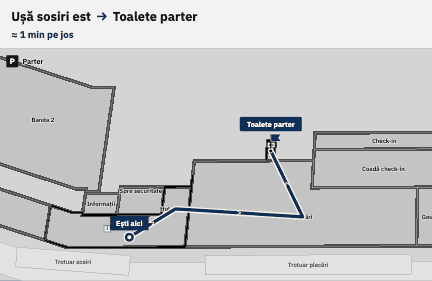 Ușă sosiri est → Toalete parter
≈ 1 min pe jos
P Parter
Banda 2
Toalete parter
Check-in
Coadă check-in
Spre securitate
Informații
Ești aici
Trotuar sosiri
Trotuar plecări